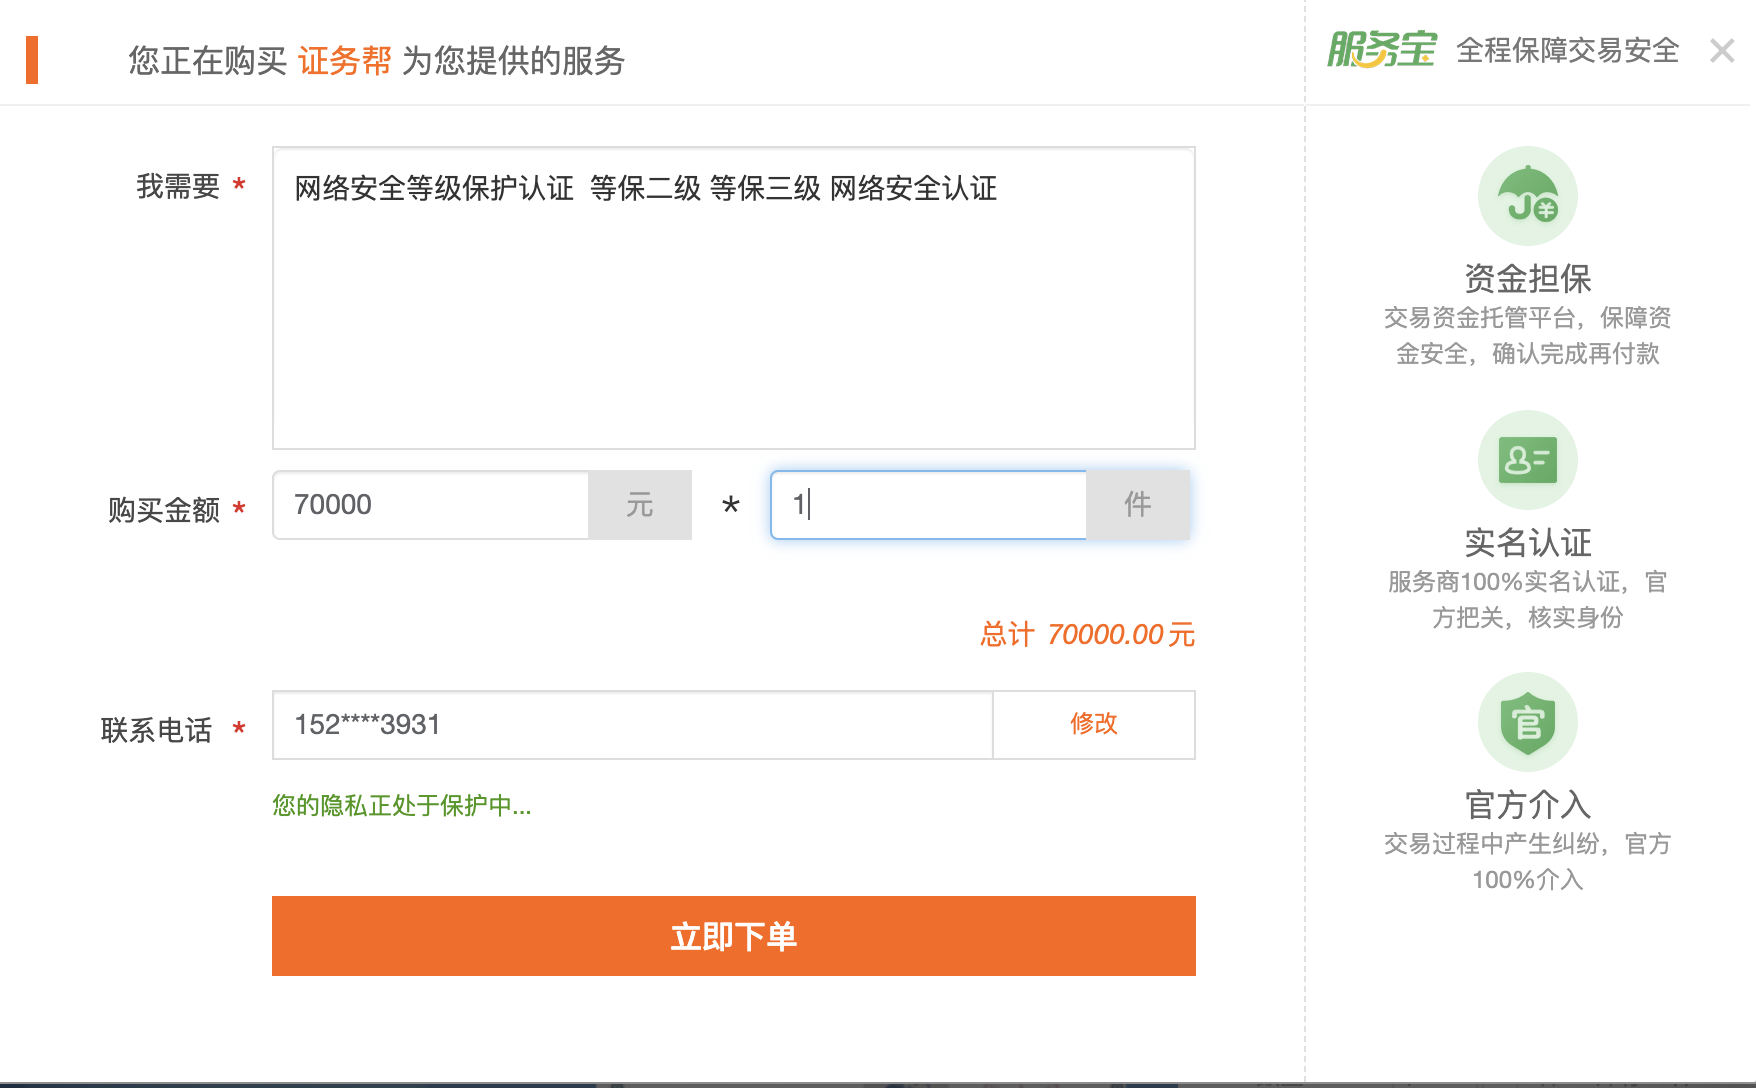 您正在购买 证务帮 为您提供的服务
服务宝 全程保障交易安全
我需要 *
网络安全等级保护认证  等保二级 等保三级 网络安全认证
购买金额 * 70000 元 * 1 件
总计 70000.00元
联系电话 * 152****3931 修改
您的隐私正处于保护中...
立即下单
资金担保
交易资金托管平台，保障资
金安全，确认完成再付款
实名认证
服务商100%实名认证，官
方把关，核实身份
官
官方介入
交易过程中产生纠纷，官方
100%介入